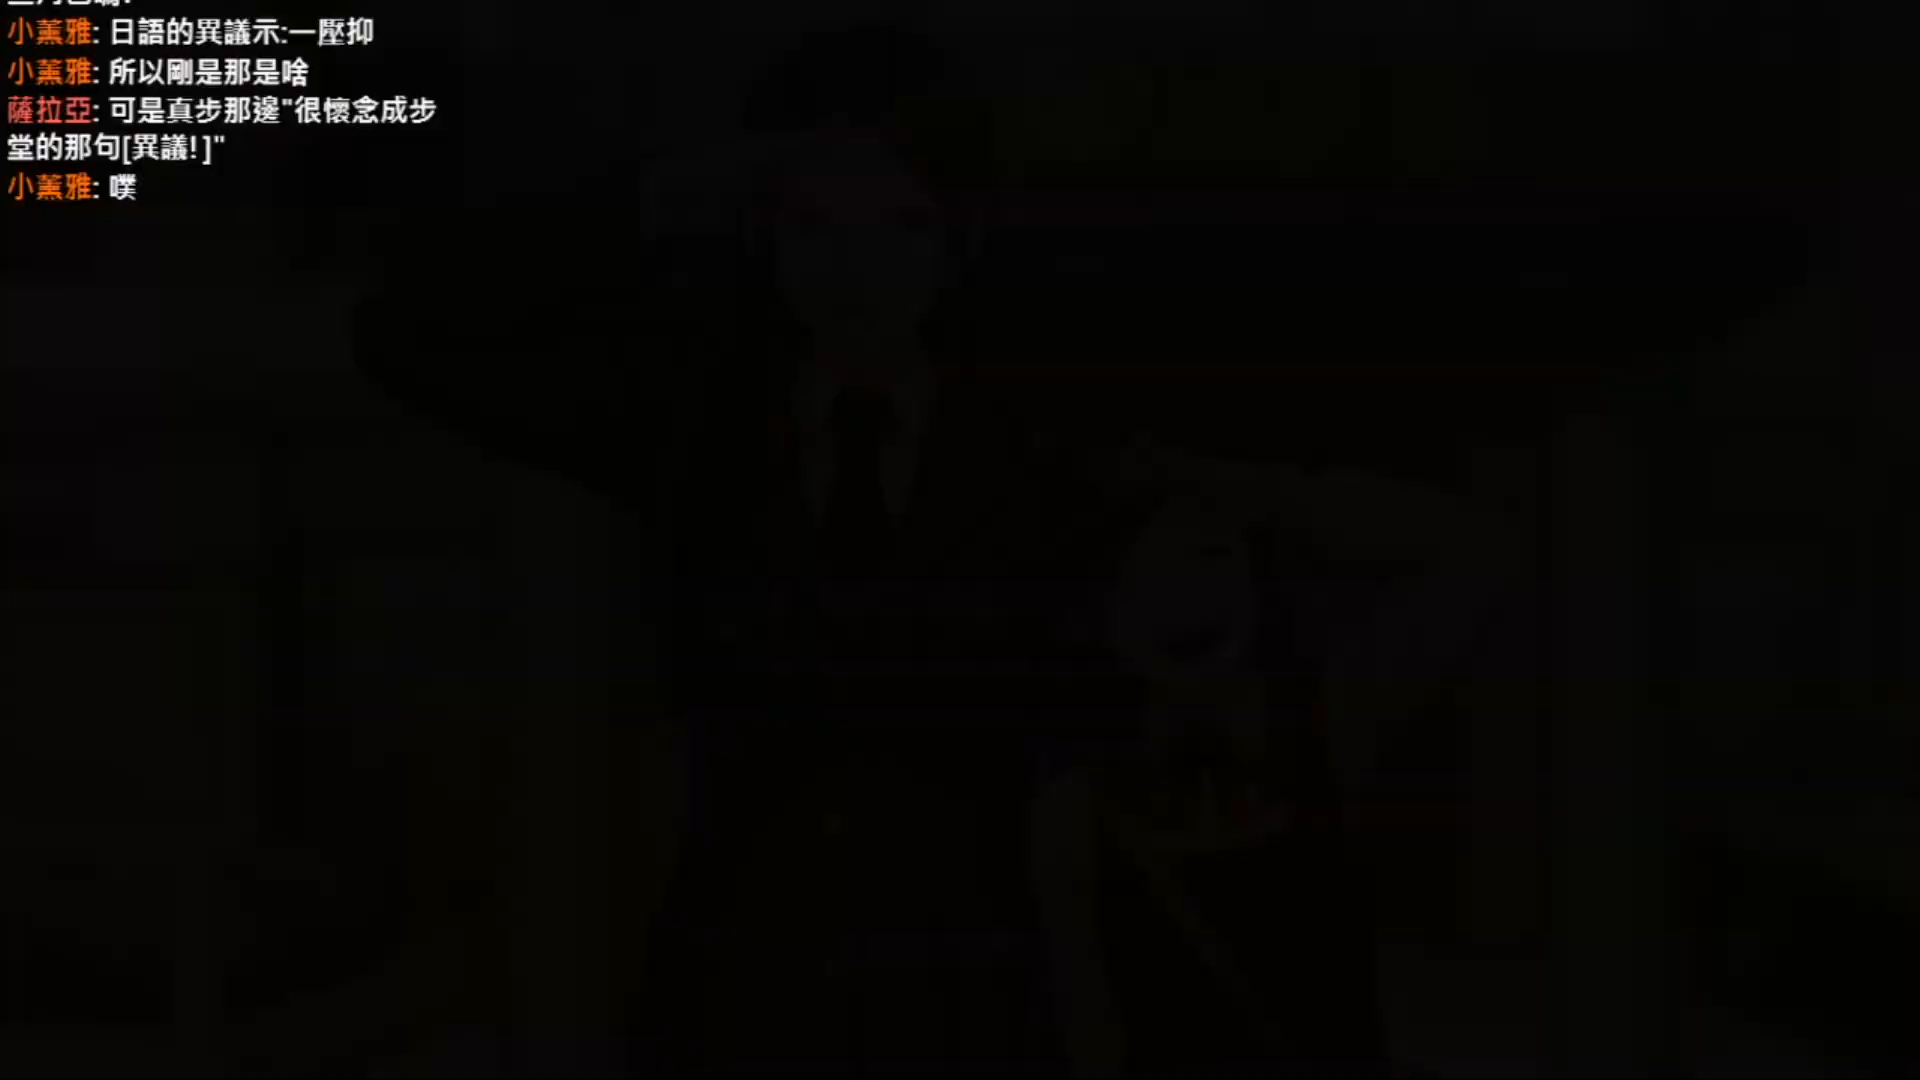 小薰雅: 日語的異議示:一壓抑
小薰雅: 所以剛是那是啥
薩拉亞: 可是真步那邊"很懷念成步
堂的那句[異議!]"
小薰雅: 噗